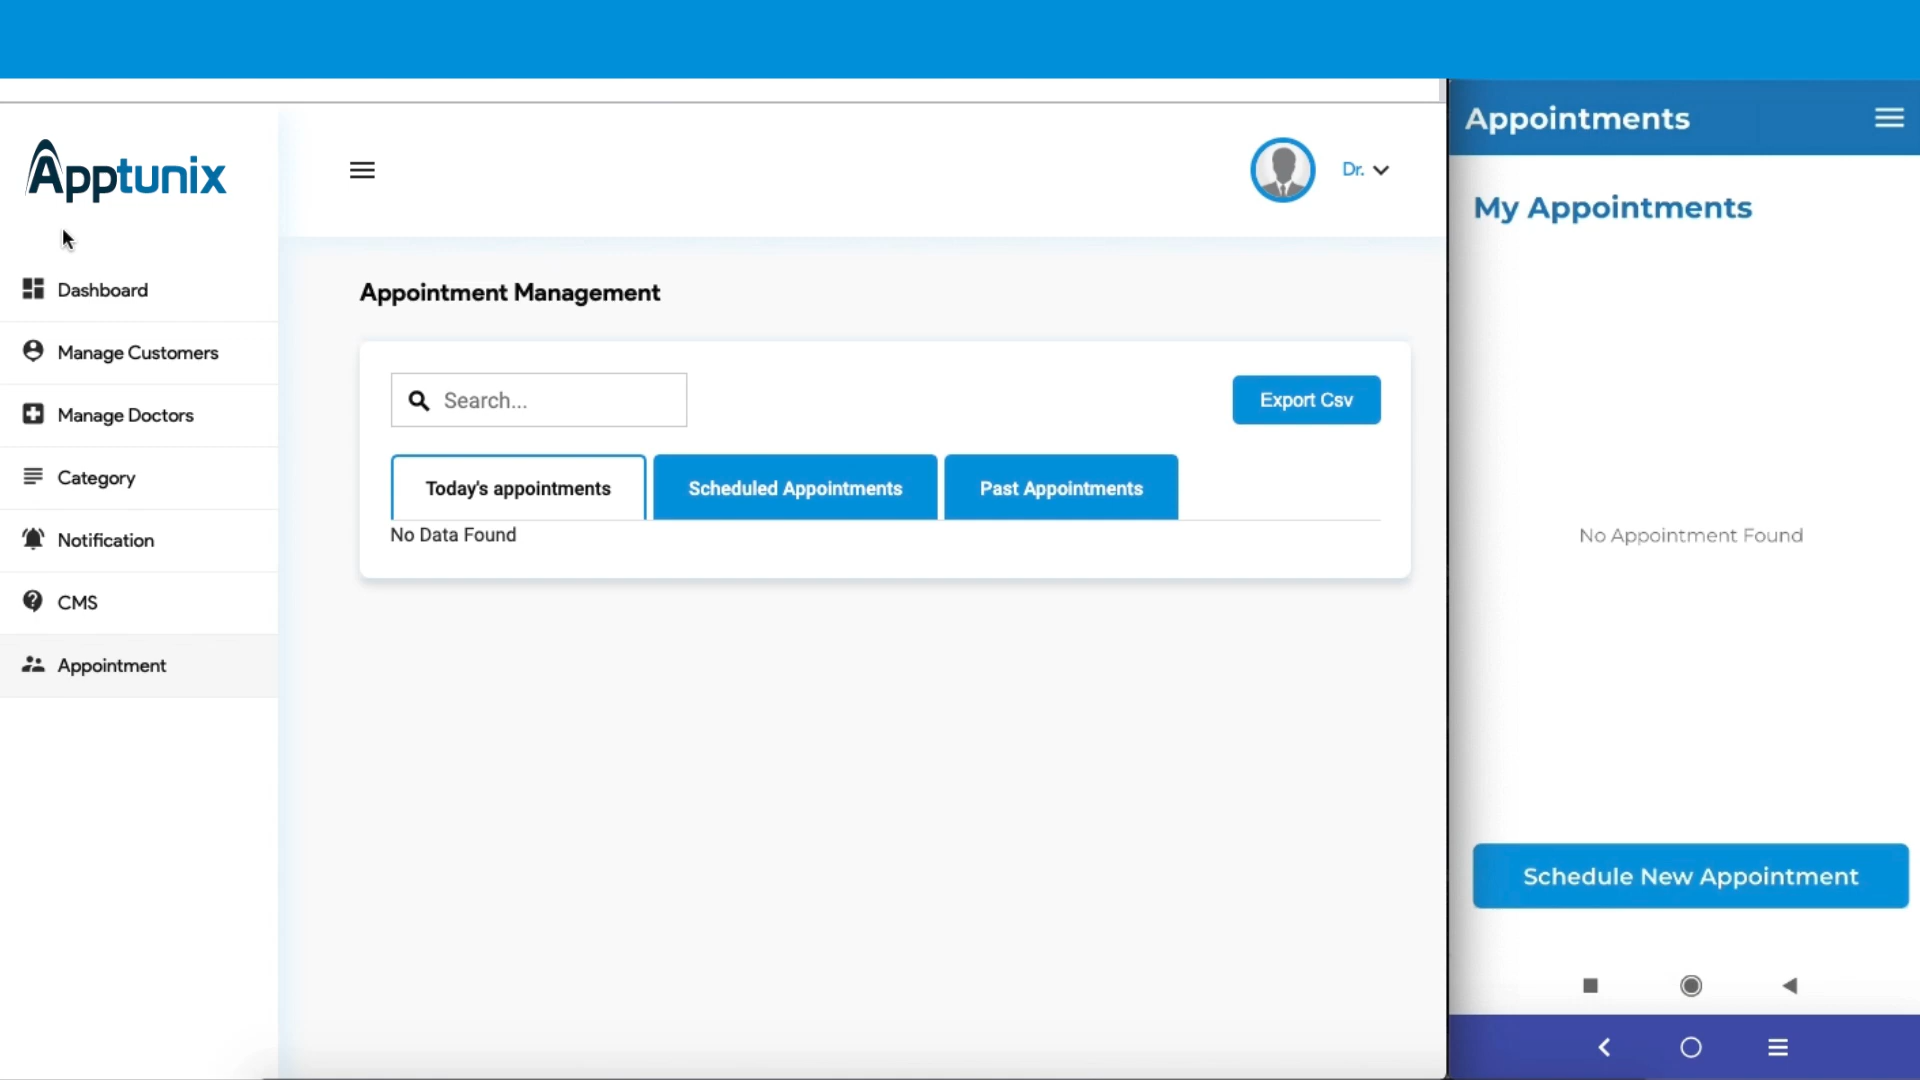 Apptunix
Dashboard
Manage Customers
Manage Doctors
Category
Notification
CMS
Appointment
Dr.
Appointment Management
Search...
Export Csv
Today's appointments
Scheduled Appointments
Past Appointments
No Data Found
Appointments
My Appointments
No Appointment Found
Schedule New Appointment